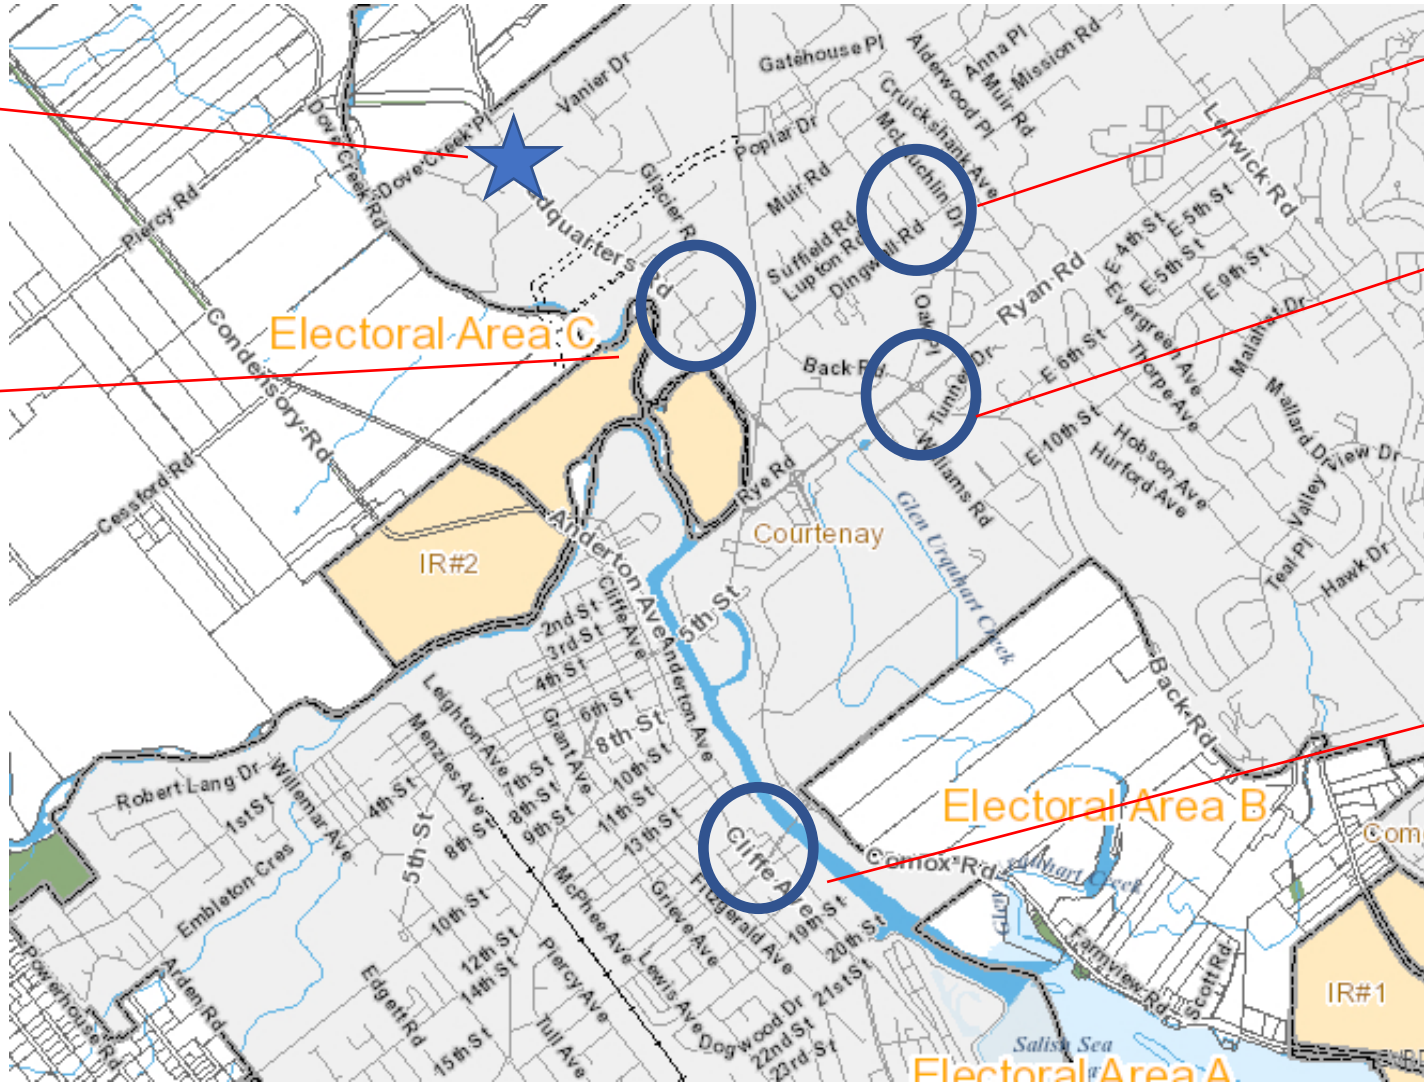 Gatehouse Pl
Alderwood Pl
Anna Pl
Muir Rd
Mission Rd
Vanier Dr
Cruickshank Ave
McLauchlin Dr
Lerwick Rd
Dove Creek Pl
Dove Creek Rd
Poplar Dr
Muir Rd
Piercy Rd
Headquarters Rd
Suffield Rd
Lupton Rd
Dingwall Rd
E 4th St
E 5th St
E 5th St
E 9th St
Ryan Rd
Evergreen Ave
Mallard Dr
Electoral Area C
Condensory Rd
Back Rd
Tunner Dr
E 6th St
Thorpe Ave
Mallard Dr
view Dr
E 10th St
Hobson Ave
Hurford Ave
Williams Rd
Cessford Rd
Rye Rd
Glen Urquhart Creek
Valley
Teal Pl
Hawk Dr
Courtenay
IR#2
Anderton Ave
Cliffe Ave
2nd St
3rd St
4th St
5th St
Anderton Ave
Back Rd
Leighton Ave
Menzies Ave
Grant Ave
6th St
8th St
Robert Lang Dr
1st St
Willemar Ave
4th St
5th St
7th St
8th St
9th St
10th St
11th St
13th St
8th St
Electoral Area B
Com
Cliffe Ave
Comox Rd
Embleton Cres
10th St
McPhee Ave
Grieve Ave
Fitzgerald Ave
19th St
20th St
21st St
Powerhouse Rd
Arden Rd
12th St
14th St
Edgett Rd
15th St
Piercy Ave
Tull Ave
Lewis Ave
Dogwood Dr
22nd St
23rd St
Farnview Rd
Scott Rd
IR#1
Salish Sea
Electoral Area A